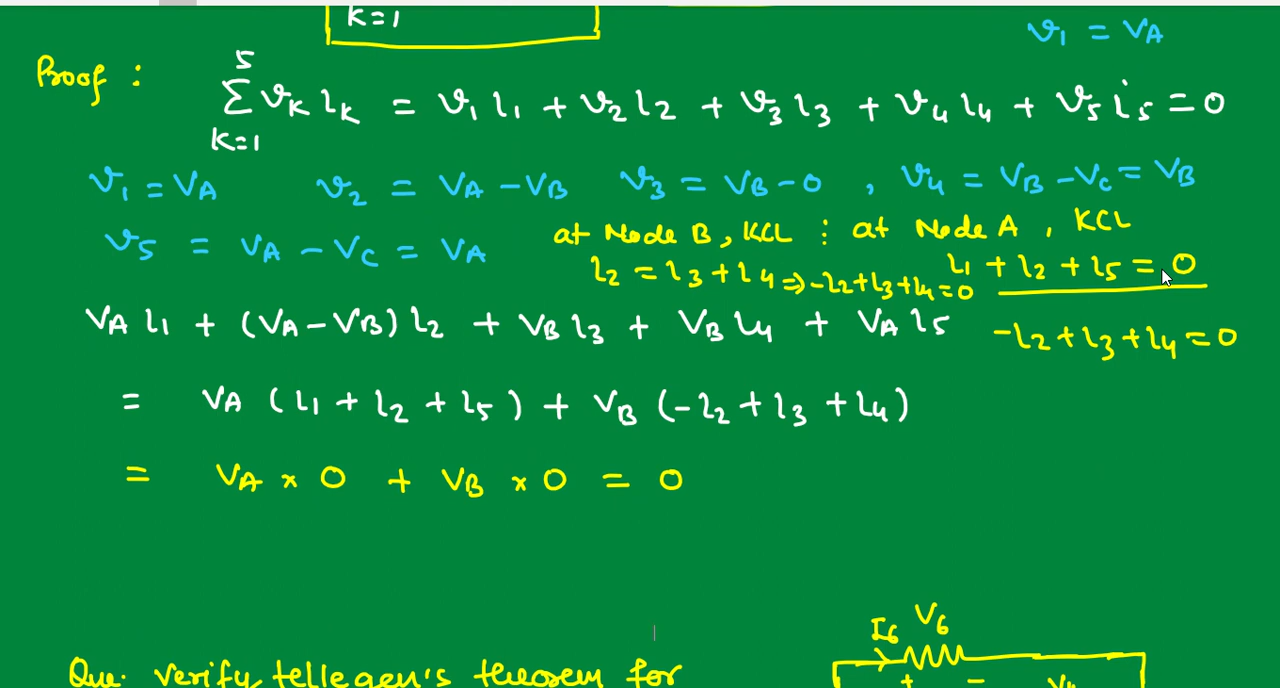 K=1
v₁ = VA
Proof :
5
Σ vK iK = v₁ i₁ + v₂ i₂ + v₃ i₃ + v₄ i₄ + v₅ i₅ = 0
K=1
v₁ = VA v₂ = VA - VB v₃ = VB - 0 , v₄ = VB - VC = VB
v₅ = VA - VC = VA
at Node B, KCL : at Node A , KCL
i₂ = i₃ + i₄ ⇒ -i₂+i₃+i₄=0 i₁ + i₂ + i₅ = 0
VA i₁ + (VA - VB) i₂ + VB i₃ + VB i₄ + VA i₅ -i₂+i₃+i₄=0
= VA (i₁ + i₂ + i₅) + VB (-i₂ + i₃ + i₄)
= VA × 0 + VB × 0 = 0
I₆ V₆
Que. Verify tellegen's theorem for
+ - V₄